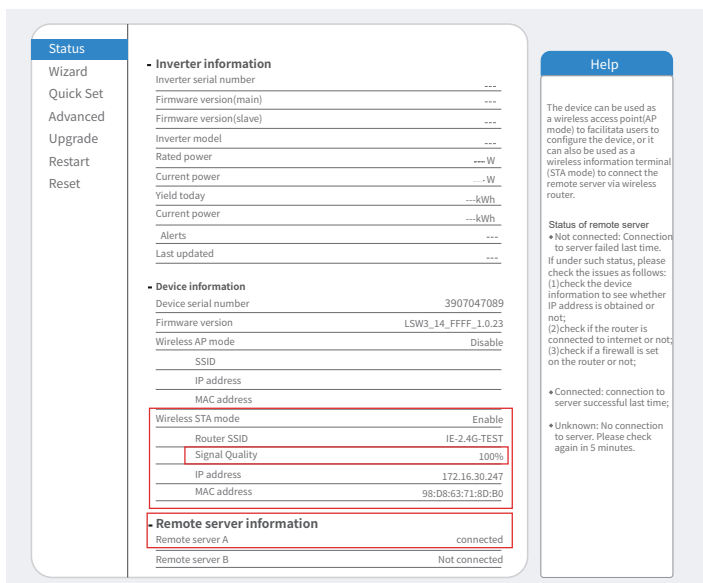 Status
Wizard
Quick Set
Advanced
Upgrade
Restart
Reset
- Inverter information
Inverter serial number ---
Firmware version(main) ---
Firmware version(slave) ---
Inverter model ---
Rated power --- W
Current power --- W
Yield today ---kWh
Current power ---kWh
Alerts ---
Last updated ---
- Device information
Device serial number 3907047089
Firmware version LSW3_14_FFFF_1.0.23
Wireless AP mode Disable
SSID
IP address
MAC address
Wireless STA mode Enable
Router SSID IE-2.4G-TEST
Signal Quality 100%
IP address 172.16.30.247
MAC address 98:D8:63:71:8D:B0
- Remote server information
Remote server A connected
Remote server B Not connected
Help
The device can be used as
a wireless access point(AP
mode) to facilitata users to
configure the device, or it
can also be used as a
wireless information terminal
(STA mode) to connect the
remote server via wireless
router.
Status of remote server
◆Not connected: Connection
to server failed last time.
If under such status, please
check the issues as follows:
(1)check the device
information to see whether
IP address is obtained or
not;
(2)check if the router is
connected to internet or not;
(3)check if a firewall is set
on the router or not;
◆Connected: connection to
server successful last time;
◆Unknown: No connection
to server. Please check
again in 5 minutes.